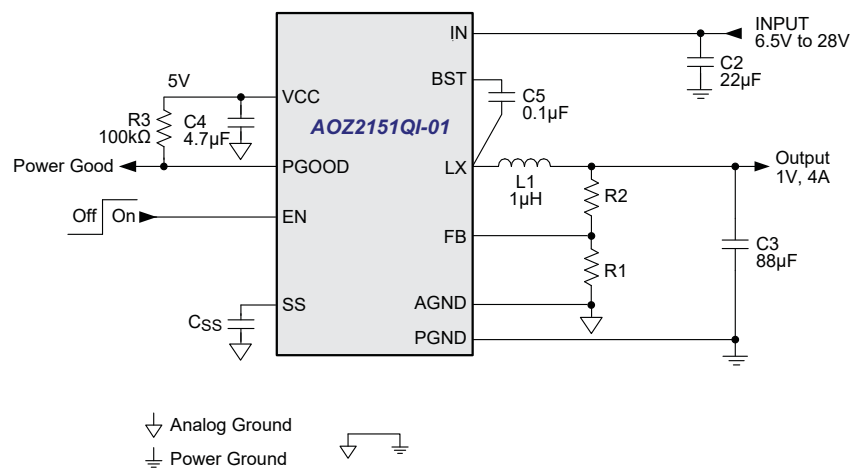 IN
INPUT
6.5V to 28V
C2
22µF
BST
C5
0.1µF
5V
VCC
R3
100kΩ
C4
4.7µF
AOZ2151QI-01
Power Good
PGOOD
LX
L1
1µH
Output
1V, 4A
R2
Off
On
EN
FB
C3
88µF
R1
SS
CSS
AGND
PGND
Analog Ground
Power Ground